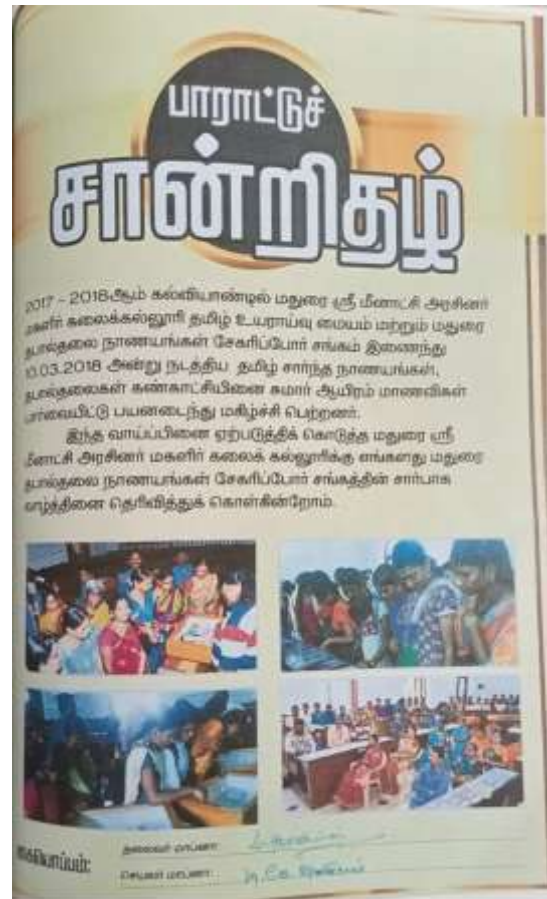 பாராட்டுச்
சான்றிதழ்
2017 – 2018ஆம் கல்வியாண்டில் மதுரை ஸ்ரீ மீனாட்சி அரசினர்
மகளிர் கலைக்கல்லூரி தமிழ் உயராய்வு மையம் மற்றும் மதுரை
தபால்தலை நாணயங்கள் சேகரிப்போர் சங்கம் இணைந்து
10.03.2018 அன்று நடத்திய தமிழ் சார்ந்த நாணயங்கள்,
தபால்தலைகள் கண்காட்சியினை சுமார் ஆயிரம் மாணவிகள்
பார்வையிட்டு பயனடைந்து மகிழ்ச்சி பெற்றனர்.
இந்த வாய்ப்பினை ஏற்படுத்திக் கொடுத்த மதுரை ஸ்ரீ
மீனாட்சி அரசினர் மகளிர் கலைக் கல்லூரிக்கு எங்களது மதுரை
தபால்தலை நாணயங்கள் சேகரிப்போர் சங்கத்தின் சார்பாக
வாழ்த்தினை தெரிவித்துக் கொள்கின்றோம்.
தலைவர்
கையொப்பம்:
செயலர்